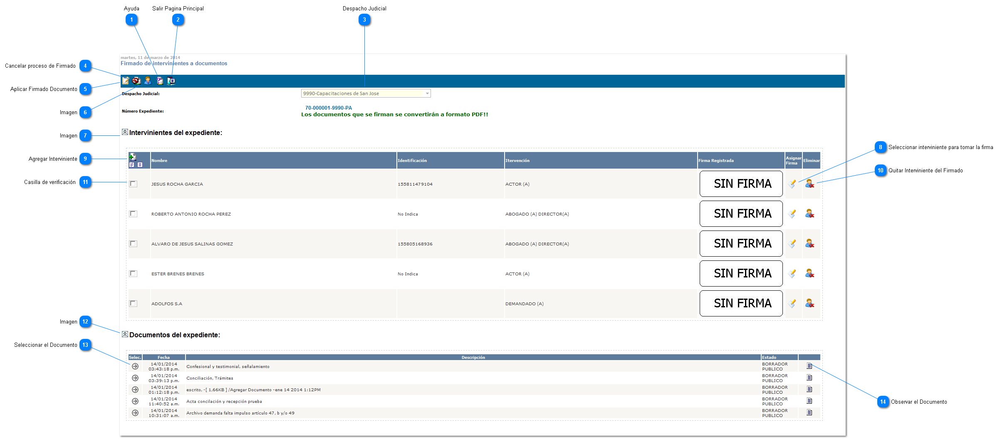 Ayuda
Salir Pagina Principal
Despacho Judicial
1
2
3
martes, 11 de marzo de 2014
Firmado de intervinientes a documentos
Cancelar proceso de Firmado 4
Aplicar Firmado Documento 5
Despacho Judicial: 9990-Capacitaciones de San Jose
Imagen 6
Número Expediente: 70-000001-9990-PA
Los documentos que se firman se convertirán a formato PDF!!
Imagen 7
Intervinientes del expediente:
8 Seleccionar interviniente para tomar la firma
Agregar Interviniente 9
Nombre Identificación Itervención Firma Registrada Asignar Firma Eliminar
10 Quitar Interviniente del Firmado
Casilla de verificación 11
JESUS ROCHA GARCIA 155811479104 ACTOR (A) SIN FIRMA
ROBERTO ANTONIO ROCHA PEREZ No Indica ABOGADO (A) DIRECTOR(A) SIN FIRMA
ALVARO DE JESUS SALINAS GOMEZ 155805168936 ABOGADO (A) DIRECTOR(A) SIN FIRMA
ESTER BRENES BRENES No Indica ACTOR (A) SIN FIRMA
ADOLFOS S.A DEMANDADO (A) SIN FIRMA
Imagen 12
Documentos del expediente:
Seleccionar el Documento 13
Selec. Fecha Descripción Estado
14/01/2014 03:43:18 p.m. Confesional y testimonial, señalamiento BORRADOR PUBLICO
14/01/2014 03:39:13 p.m. Conciliación, Trámites BORRADOR PUBLICO
14/01/2014 01:12:18 p.m. escrito, -[ 1,66KB ] /Agregar Documento -ene 14 2014 1:12PM BORRADOR PUBLICO
14/01/2014 11:40:52 a.m. Acta concilación y recepción prueba BORRADOR PUBLICO
14/01/2014 10:31:07 a.m. Archivo demanda falta impulso artículo 47, b y/o 49 BORRADOR PUBLICO
14 Observar el Documento